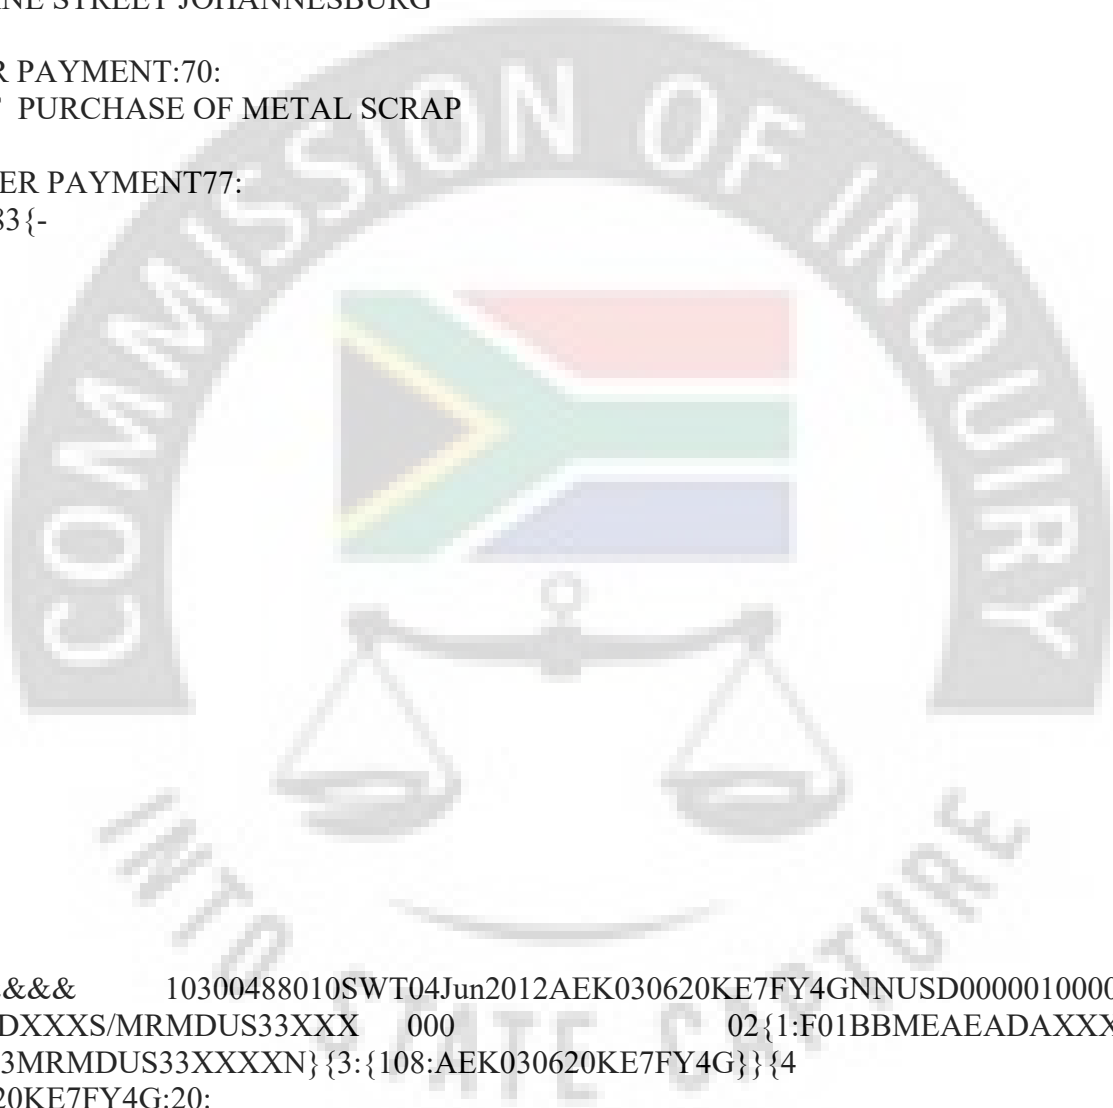 NE STREET JOHANNESBURG
R PAYMENT:70:
PURCHASE OF METAL SCRAP
ER PAYMENT77:
83{-
COMMISSION OF INQUIRY
INTO STATE CAPTURE
&&& 10300488010SWT04Jun2012AEK030620KE7FY4GNNUSD0000010000
DXXXS/MRMDUS33XXX 000 02{1:F01BBMEAEADAXXX
3MRMDUS33XXXXN}{3:{108:AEK030620KE7FY4G}}{4
20KE7FY4G:20: